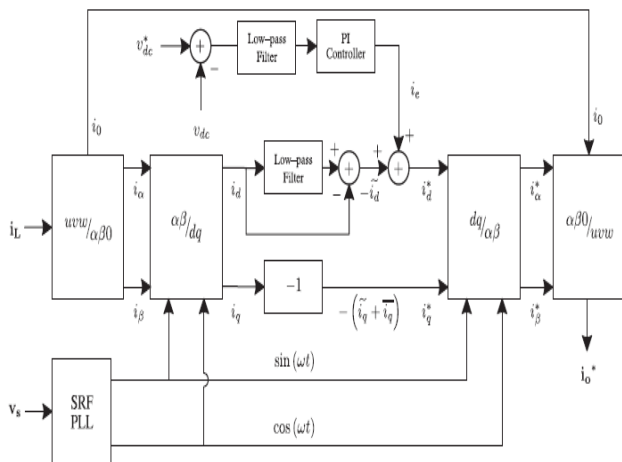 v*dc
+
−
Low–pass
Filter
PI
Controller
vdc
ie
i0
i0
iL
uvw/αβ0
iα
iβ
αβ/dq
id
Low–pass
Filter
+
−
+
+
−ĩd
i*d
dq/αβ
i*α
i*β
αβ0/uvw
iq
−1
−(ĩq + i̅q)
i*q
io*
vs
SRF
PLL
sin (ωt)
cos (ωt)